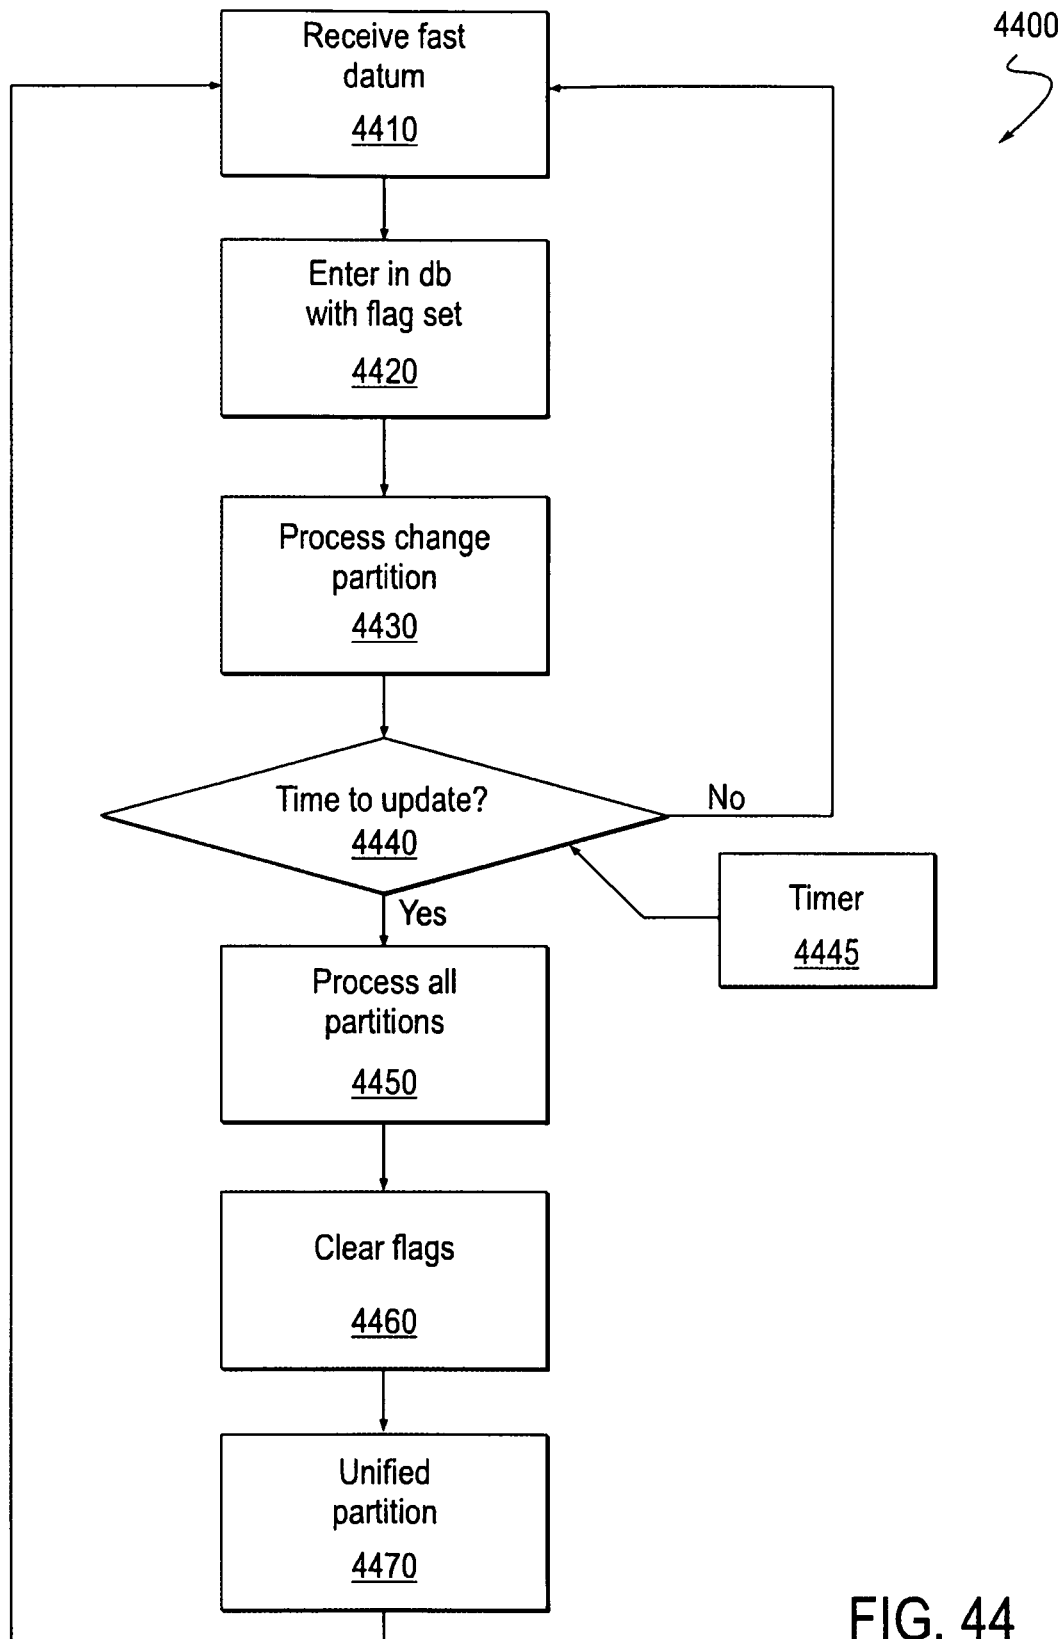 4400
Receive fast
datum
4410
Enter in db
with flag set
4420
Process change
partition
4430
Time to update?
4440
No
Yes
Timer
4445
Process all
partitions
4450
Clear flags
4460
Unified
partition
4470
FIG. 44